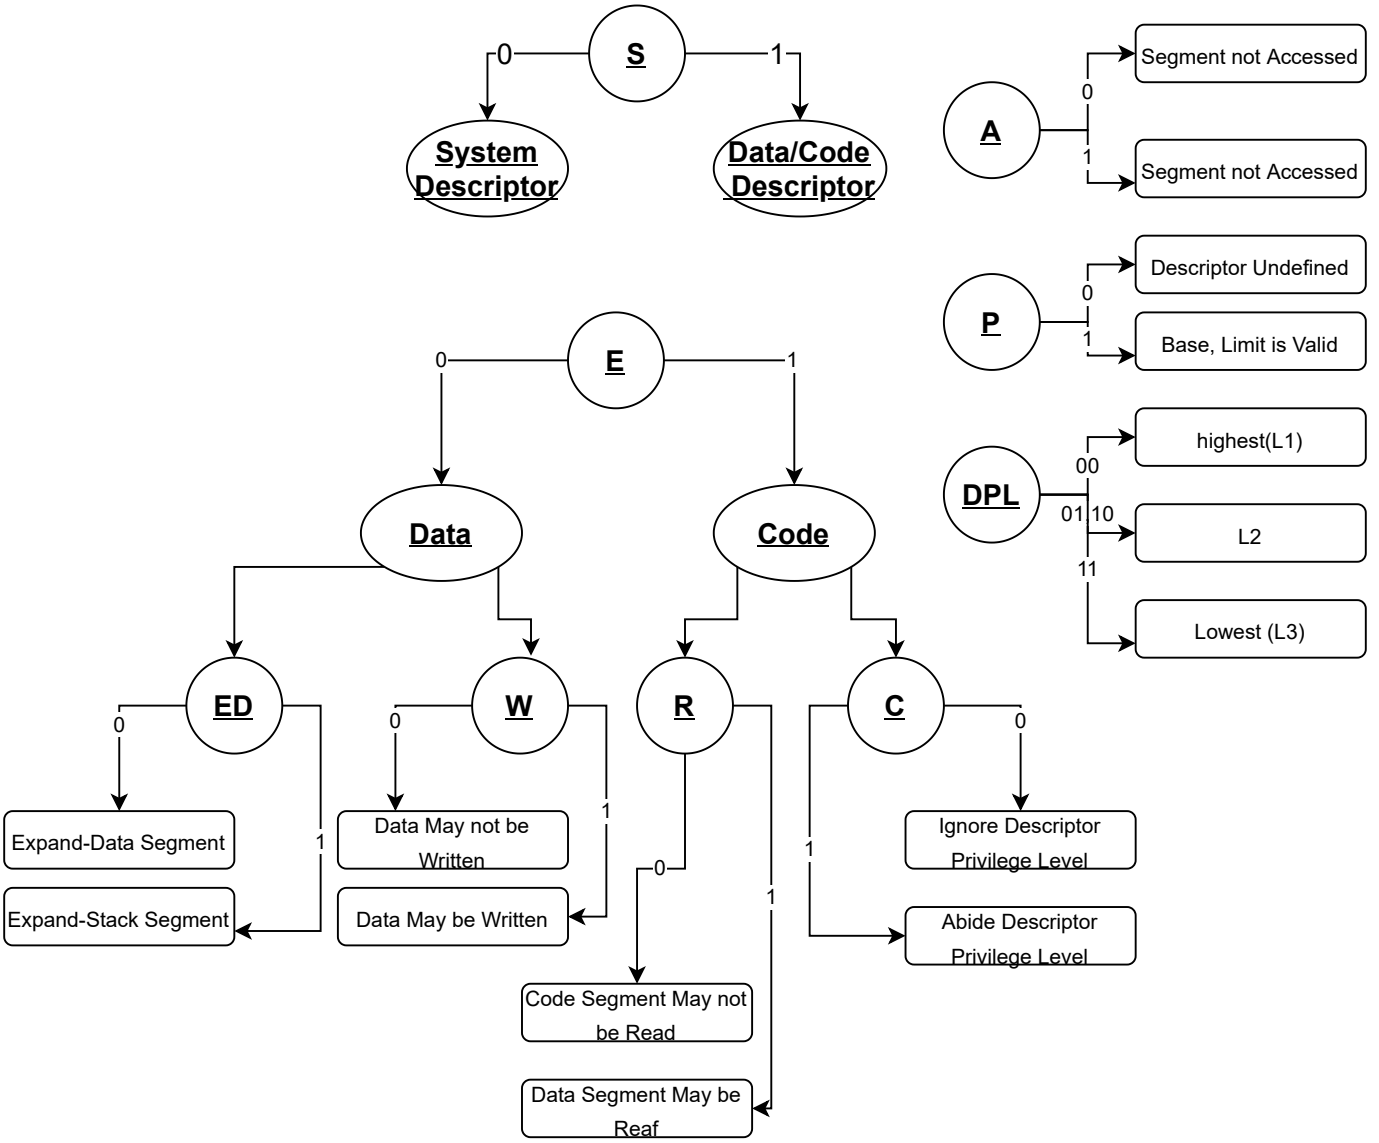 S
0
1
System
Descriptor
Data/Code
Descriptor
A
0
Segment not Accessed
1
Segment not Accessed
P
0
Descriptor Undefined
1
Base, Limit is Valid
DPL
00
highest(L1)
01,10
L2
11
Lowest (L3)
E
0
1
Data
Code
ED
0
1
Expand-Data Segment
Expand-Stack Segment
W
0
1
Data May not be
Written
Data May be Written
R
0
1
Code Segment May not
be Read
Data Segment May be
Reaf
C
0
1
Ignore Descriptor
Privilege Level
Abide Descriptor
Privilege Level